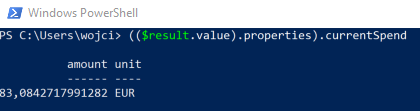 Windows PowerShell
PS C:\Users\wojci> (($result.value).properties).currentSpend
amount unit
------ ----
83,0842717991282 EUR